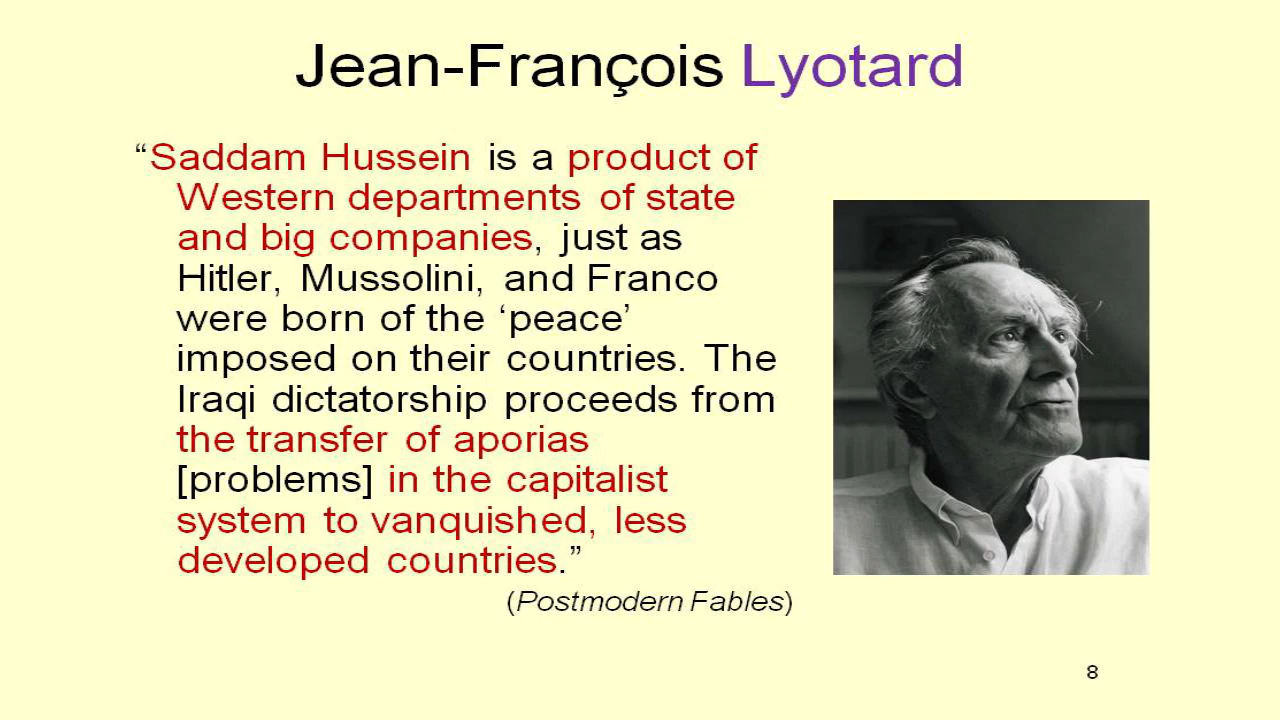 Jean-François Lyotard
“Saddam Hussein is a product of
Western departments of state
and big companies, just as
Hitler, Mussolini, and Franco
were born of the ‘peace’
imposed on their countries. The
Iraqi dictatorship proceeds from
the transfer of aporias
[problems] in the capitalist
system to vanquished, less
developed countries.”
(Postmodern Fables)
8